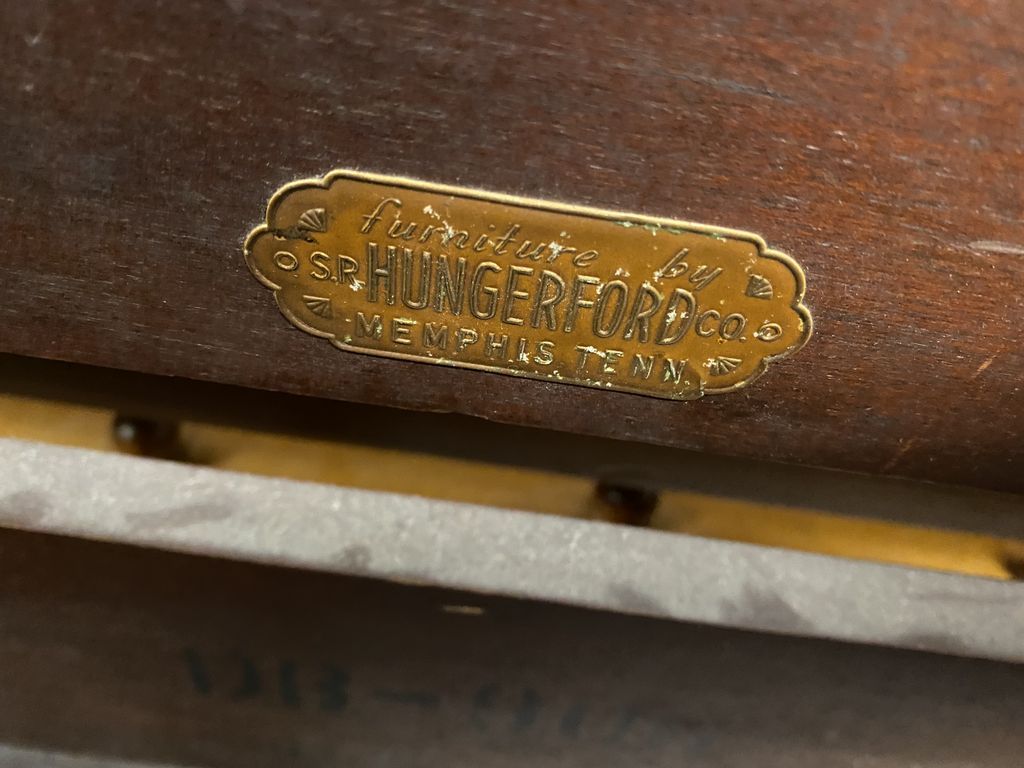 furniture by
S.R. HUNGERFORD CO.
MEMPHIS TENN.